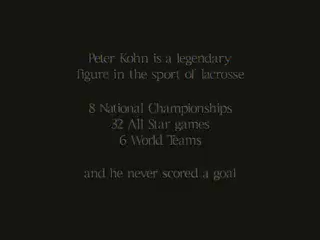 Peter Kohn is a legendary
figure in the sport of lacrosse
8 National Championships
32 All Star games
6 World Teams
and he never scored a goal